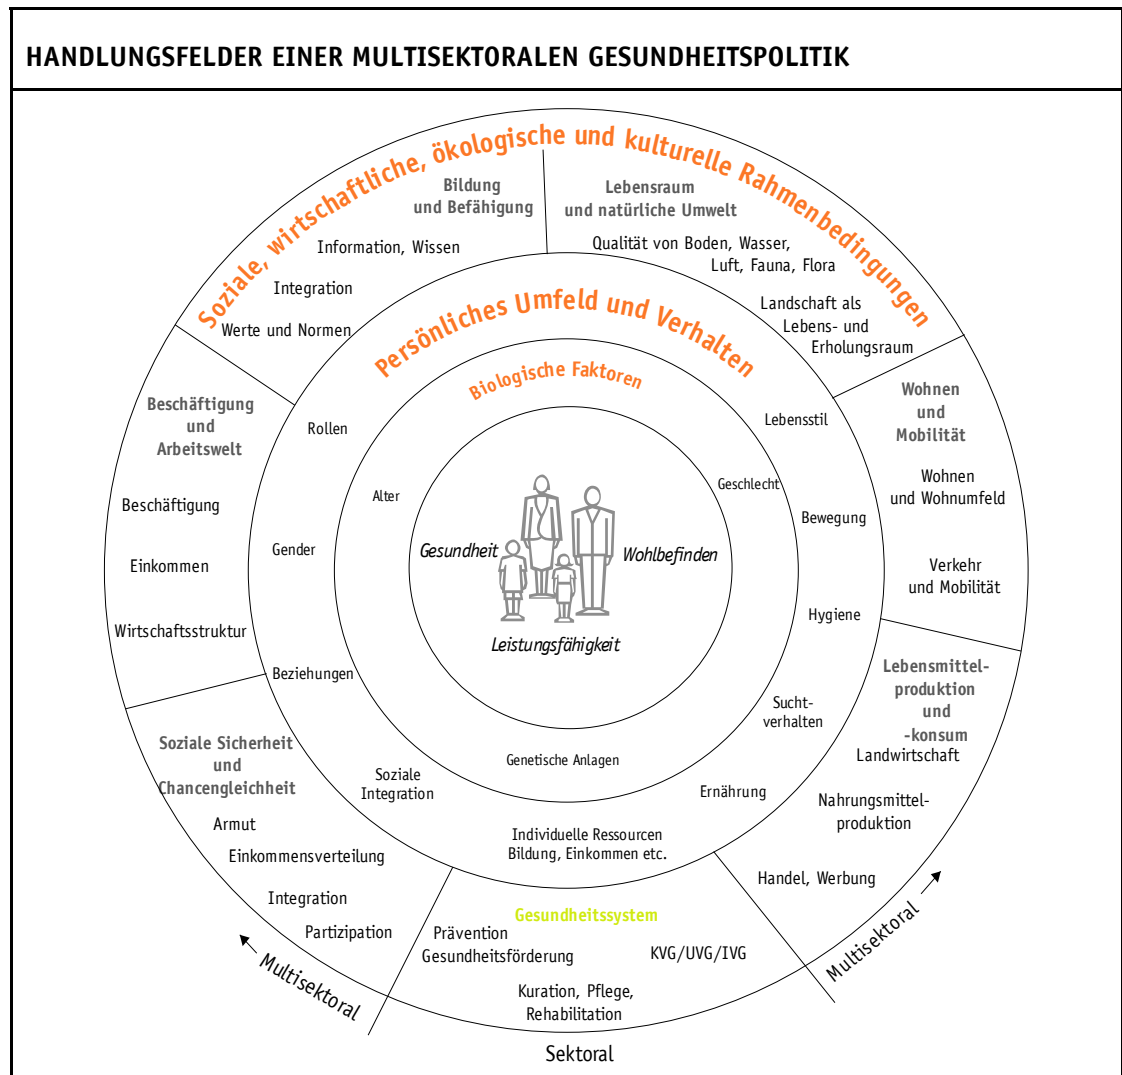 HANDLUNGSFELDER EINER MULTISEKTORALEN GESUNDHEITSPOLITIK
Soziale, wirtschaftliche, ökologische und kulturelle Rahmenbedingungen
Bildung
und Befähigung
Information, Wissen
Integration
Werte und Normen
Lebensraum
und natürliche Umwelt
Qualität von Boden, Wasser,
Luft, Fauna, Flora
Landschaft als
Lebens- und
Erholungsraum
Wohnen
und
Mobilität
Wohnen
und Wohnumfeld
Verkehr
und Mobilität
Lebensmittel-
produktion
und
-konsum
Landwirtschaft
Nahrungsmittel-
produktion
Handel, Werbung
Multisektoral
Gesundheitssystem
Prävention
Gesundheitsförderung
KVG/UVG/IVG
Kuration, Pflege,
Rehabilitation
Sektoral
Multisektoral
Soziale Sicherheit
und
Chancengleichheit
Armut
Einkommensverteilung
Integration
Partizipation
Beschäftigung
und
Arbeitswelt
Beschäftigung
Einkommen
Wirtschaftsstruktur
Persönliches Umfeld und Verhalten
Lebensstil
Bewegung
Hygiene
Sucht-
verhalten
Ernährung
Individuelle Ressourcen
Bildung, Einkommen etc.
Soziale
Integration
Beziehungen
Gender
Rollen
Biologische Faktoren
Alter
Geschlecht
Genetische Anlagen
Gesundheit
Wohlbefinden
Leistungsfähigkeit